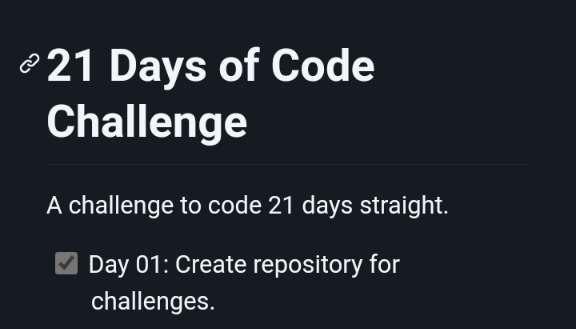 21 Days of Code
Challenge
A challenge to code 21 days straight.
Day 01: Create repository for
challenges.